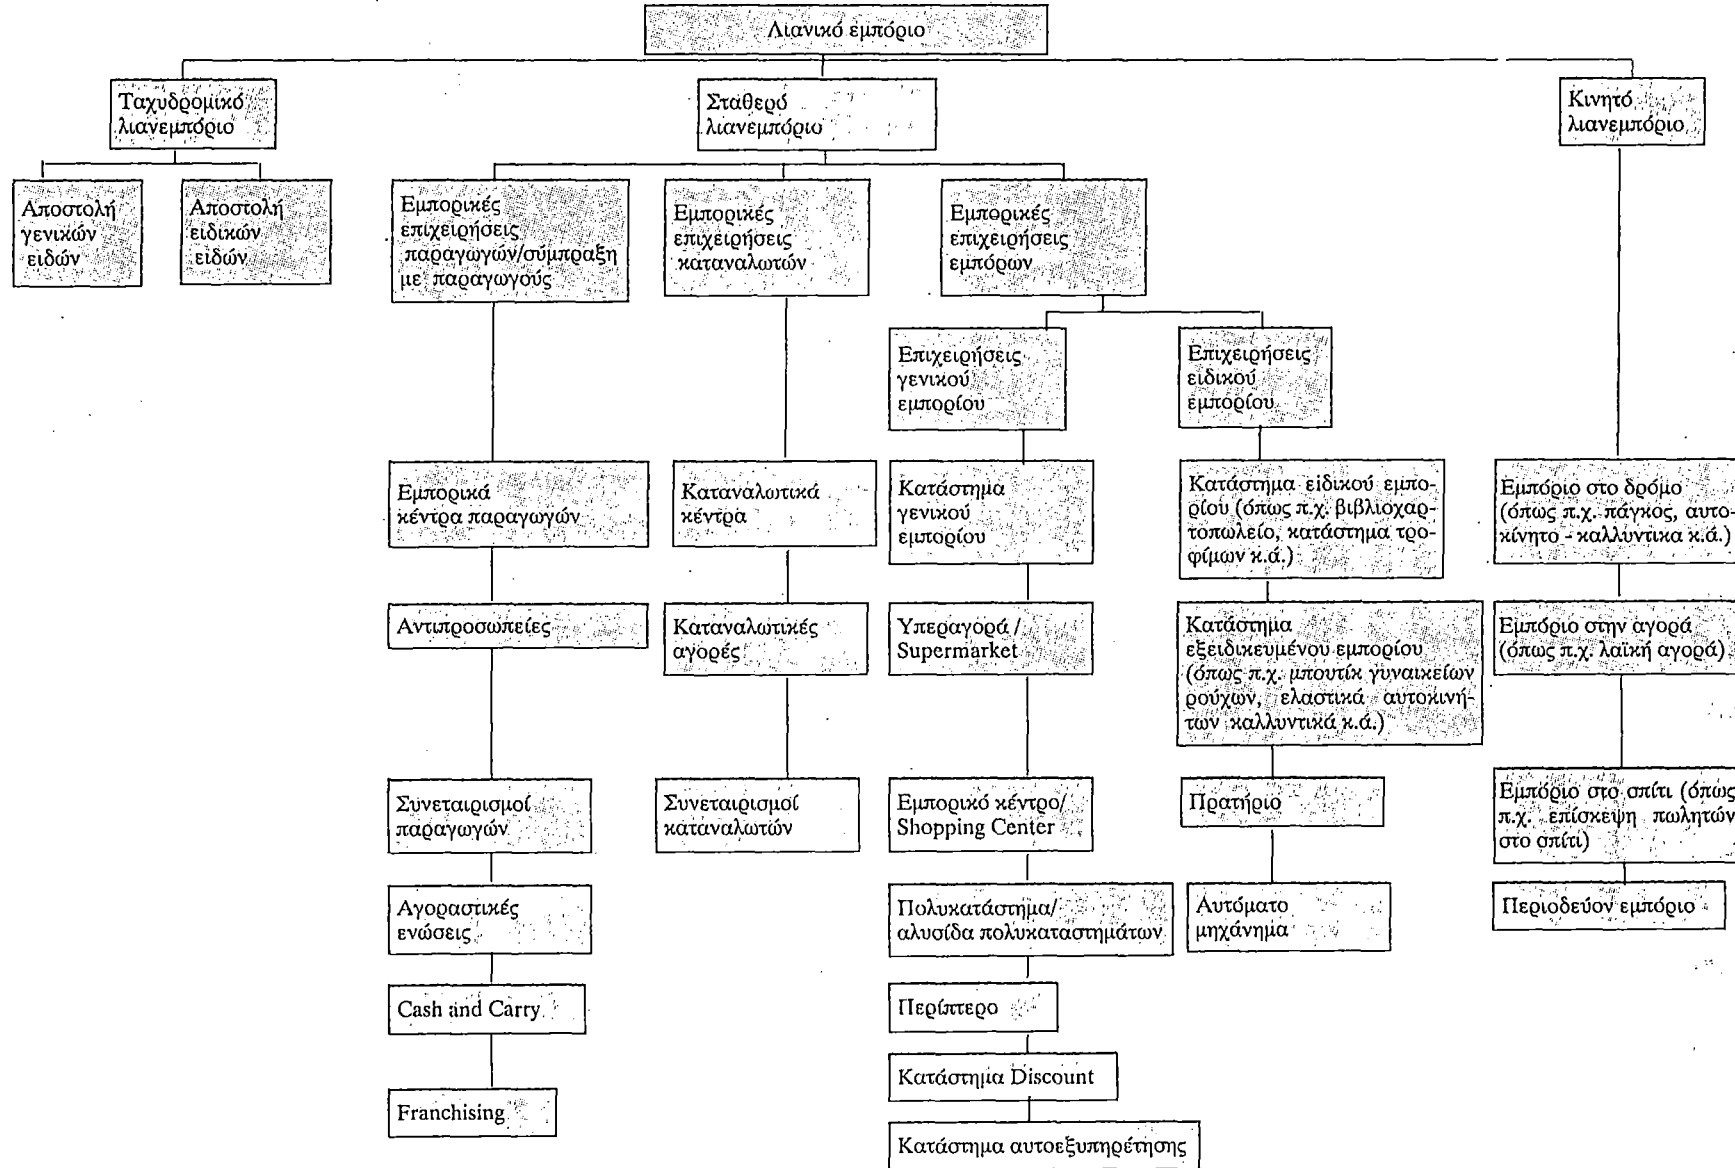 Λιανικό εμπόριο
Ταχυδρομικό
λιανεμπόριο
Σταθερό
λιανεμπόριο
Κινητό
λιανεμπόριο
Αποστολή
γενικών
ειδών
Αποστολή
ειδικών
ειδών
Εμπορικές
επιχειρήσεις
παραγωγών/σύμπραξη
με παραγωγούς
Εμπορικές
επιχειρήσεις
καταναλωτών
Εμπορικές
επιχειρήσεις
εμπόρων
Επιχειρήσεις
γενικού
εμπορίου
Επιχειρήσεις
ειδικού
εμπορίου
Εμπορικά
κέντρα παραγωγών
Καταναλωτικά
κέντρα
Κατάστημα
γενικού
εμπορίου
Κατάστημα ειδικού εμπο-
ρίου (όπως π.χ. βιβλιοχαρ-
τοπωλείο, κατάστημα τρο-
φίμων κ.ά.)
Εμπόριο στο δρόμο
(όπως π.χ. πάγκος, αυτο-
κίνητο - καλλυντικα κ.ά.)
Αντιπροσωπείες
Καταναλωτικές
αγορές
Υπεραγορά /
Supermarket
Κατάστημα
εξειδικευμένου εμπορίου
(όπως π.χ. μπουτίκ γυναικείων
ρούχων, ελαστικά αυτοκινή-
των καλλυντικά κ.ά.)
Εμπόριο στην αγορά
(όπως π.χ. λαϊκή αγορά)
Συνεταιρισμοί
παραγωγών
Συνεταιρισμοί
καταναλωτών
Εμπορικό κέντρο/
Shopping Center
Πρατήριο
Εμπόριο στο σπίτι (όπως
π.χ. επίσκεψη πωλητών
στο σπίτι)
Αγοραστικές
ενώσεις
Πολυκατάστημα/
αλυσίδα πολυκαταστημάτων
Αυτόματο
μηχάνημα
Περιοδεύον εμπόριο
Cash and Carry
Περίπτερο
Κατάστημα Discount
Franchising
Κατάστημα αυτοεξυπηρέτησης